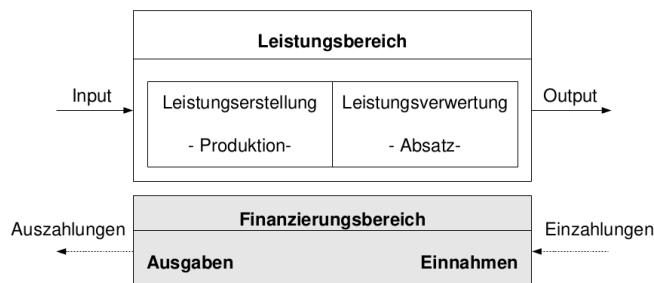 Leistungsbereich
Input
Leistungserstellung
Leistungsverwertung
Output
- Produktion-
- Absatz-
Auszahlungen
Finanzierungsbereich
Einzahlungen
Ausgaben
Einnahmen